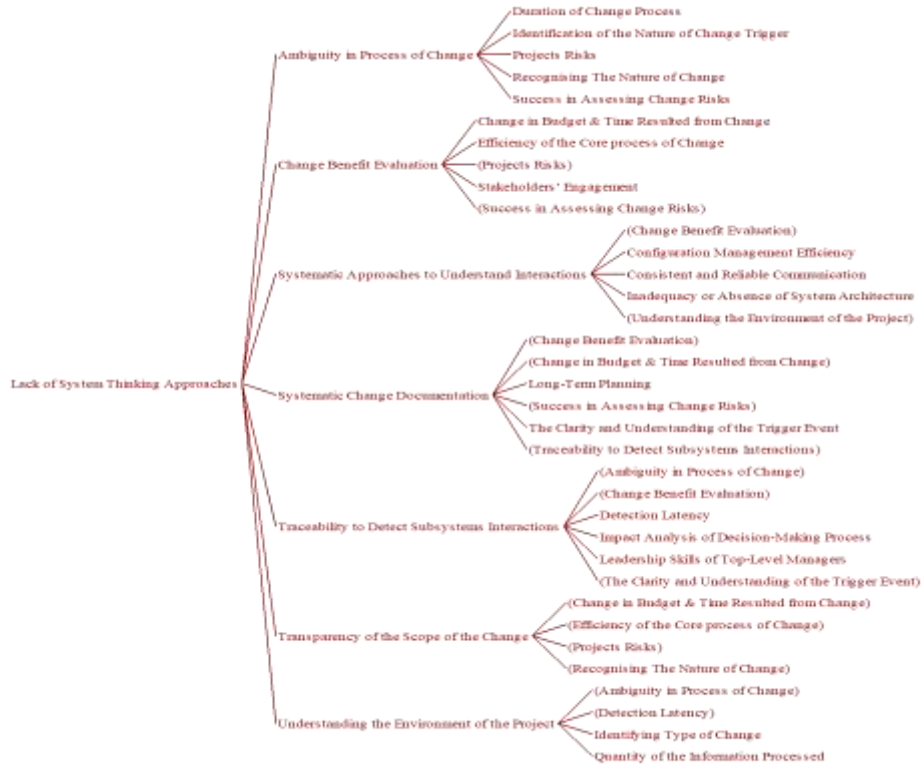 Duration of Change Process
Identification of the Nature of Change Trigger
Ambiguity in Process of Change
Projects Risks
Recognising The Nature of Change
Success in Assessing Change Risks
Change in Budget & Time Resulted from Change
Efficiency of the Core process of Change
Change Benefit Evaluation
(Projects Risks)
Stakeholders' Engagement
(Success in Assessing Change Risks)
(Change Benefit Evaluation)
Configuration Management Efficiency
Systematic Approaches to Understand Interactions
Consistent and Reliable Communication
Inadequacy or Absence of System Architecture
(Understanding the Environment of the Project)
(Change Benefit Evaluation)
(Change in Budget & Time Resulted from Change)
Lack of System Thinking Approaches
Long-Term Planning
Systematic Change Documentation
(Success in Assessing Change Risks)
The Clarity and Understanding of the Trigger Event
(Traceability to Detect Subsystems Interactions)
(Ambiguity in Process of Change)
(Change Benefit Evaluation)
Detection Latency
Traceability to Detect Subsystems Interactions
Impact Analysis of Decision-Making Process
Leadership Skills of Top-Level Managers
(The Clarity and Understanding of the Trigger Event)
(Change in Budget & Time Resulted from Change)
(Efficiency of the Core process of Change)
Transparency of the Scope of the Change
(Projects Risks)
(Recognising The Nature of Change)
(Ambiguity in Process of Change)
(Detection Latency)
Understanding the Environment of the Project
Identifying Type of Change
Quantity of the Information Processed